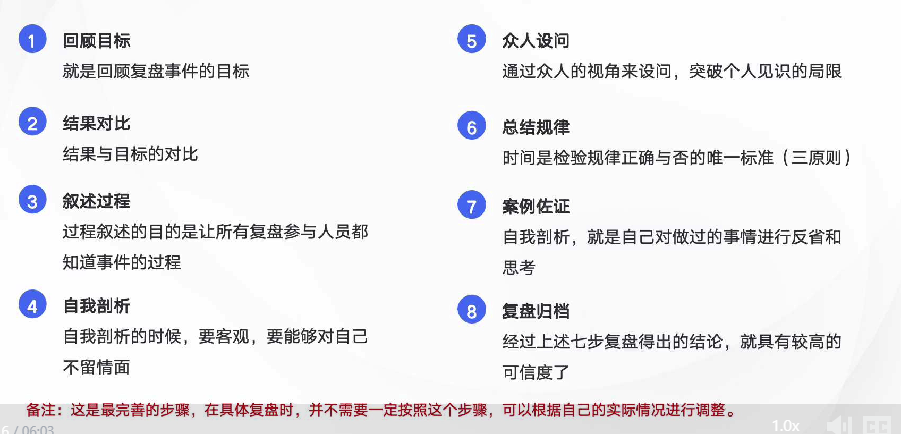 1
回顾目标
就是回顾复盘事件的目标
2
结果对比
结果与目标的对比
3
叙述过程
过程叙述的目的是让所有复盘参与人员都
知道事件的过程
4
自我剖析
自我剖析的时候，要客观，要能够对自己
不留情面
5
众人设问
通过众人的视角来设问，突破个人见识的局限
6
总结规律
时间是检验规律正确与否的唯一标准（三原则）
7
案例佐证
自我剖析，就是自己对做过的事情进行反省和
思考
8
复盘归档
经过上述七步复盘得出的结论，就具有较高的
可信度了
备注：这是最完善的步骤，在具体复盘时，并不需要一定按照这个步骤，可以根据自己的实际情况进行调整。
6 / 06:03
1.0x
CC